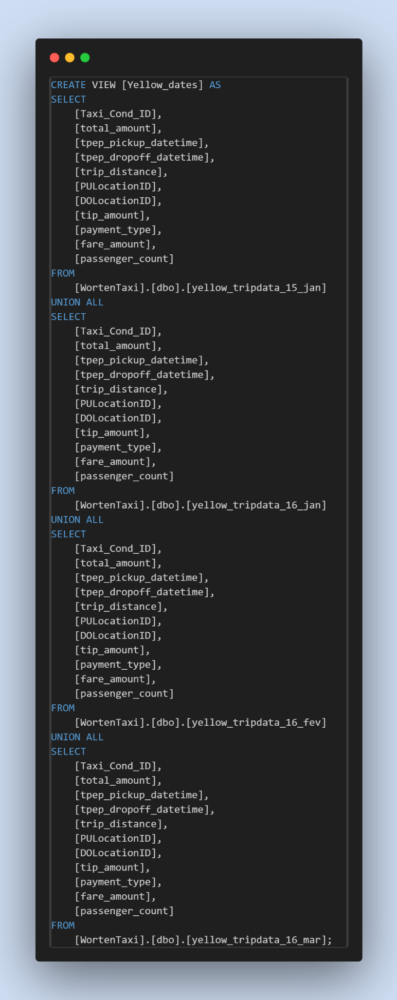 CREATE VIEW [Yellow_dates] AS
SELECT
    [Taxi_Cond_ID],
    [total_amount],
    [tpep_pickup_datetime],
    [tpep_dropoff_datetime],
    [trip_distance],
    [PULocationID],
    [DOLocationID],
    [tip_amount],
    [payment_type],
    [fare_amount],
    [passenger_count]
FROM
    [WortenTaxi].[dbo].[yellow_tripdata_15_jan]
UNION ALL
SELECT
    [Taxi_Cond_ID],
    [total_amount],
    [tpep_pickup_datetime],
    [tpep_dropoff_datetime],
    [trip_distance],
    [PULocationID],
    [DOLocationID],
    [tip_amount],
    [payment_type],
    [fare_amount],
    [passenger_count]
FROM
    [WortenTaxi].[dbo].[yellow_tripdata_16_jan]
UNION ALL
SELECT
    [Taxi_Cond_ID],
    [total_amount],
    [tpep_pickup_datetime],
    [tpep_dropoff_datetime],
    [trip_distance],
    [PULocationID],
    [DOLocationID],
    [tip_amount],
    [payment_type],
    [fare_amount],
    [passenger_count]
FROM
    [WortenTaxi].[dbo].[yellow_tripdata_16_fev]
UNION ALL
SELECT
    [Taxi_Cond_ID],
    [total_amount],
    [tpep_pickup_datetime],
    [tpep_dropoff_datetime],
    [trip_distance],
    [PULocationID],
    [DOLocationID],
    [tip_amount],
    [payment_type],
    [fare_amount],
    [passenger_count]
FROM
    [WortenTaxi].[dbo].[yellow_tripdata_16_mar];